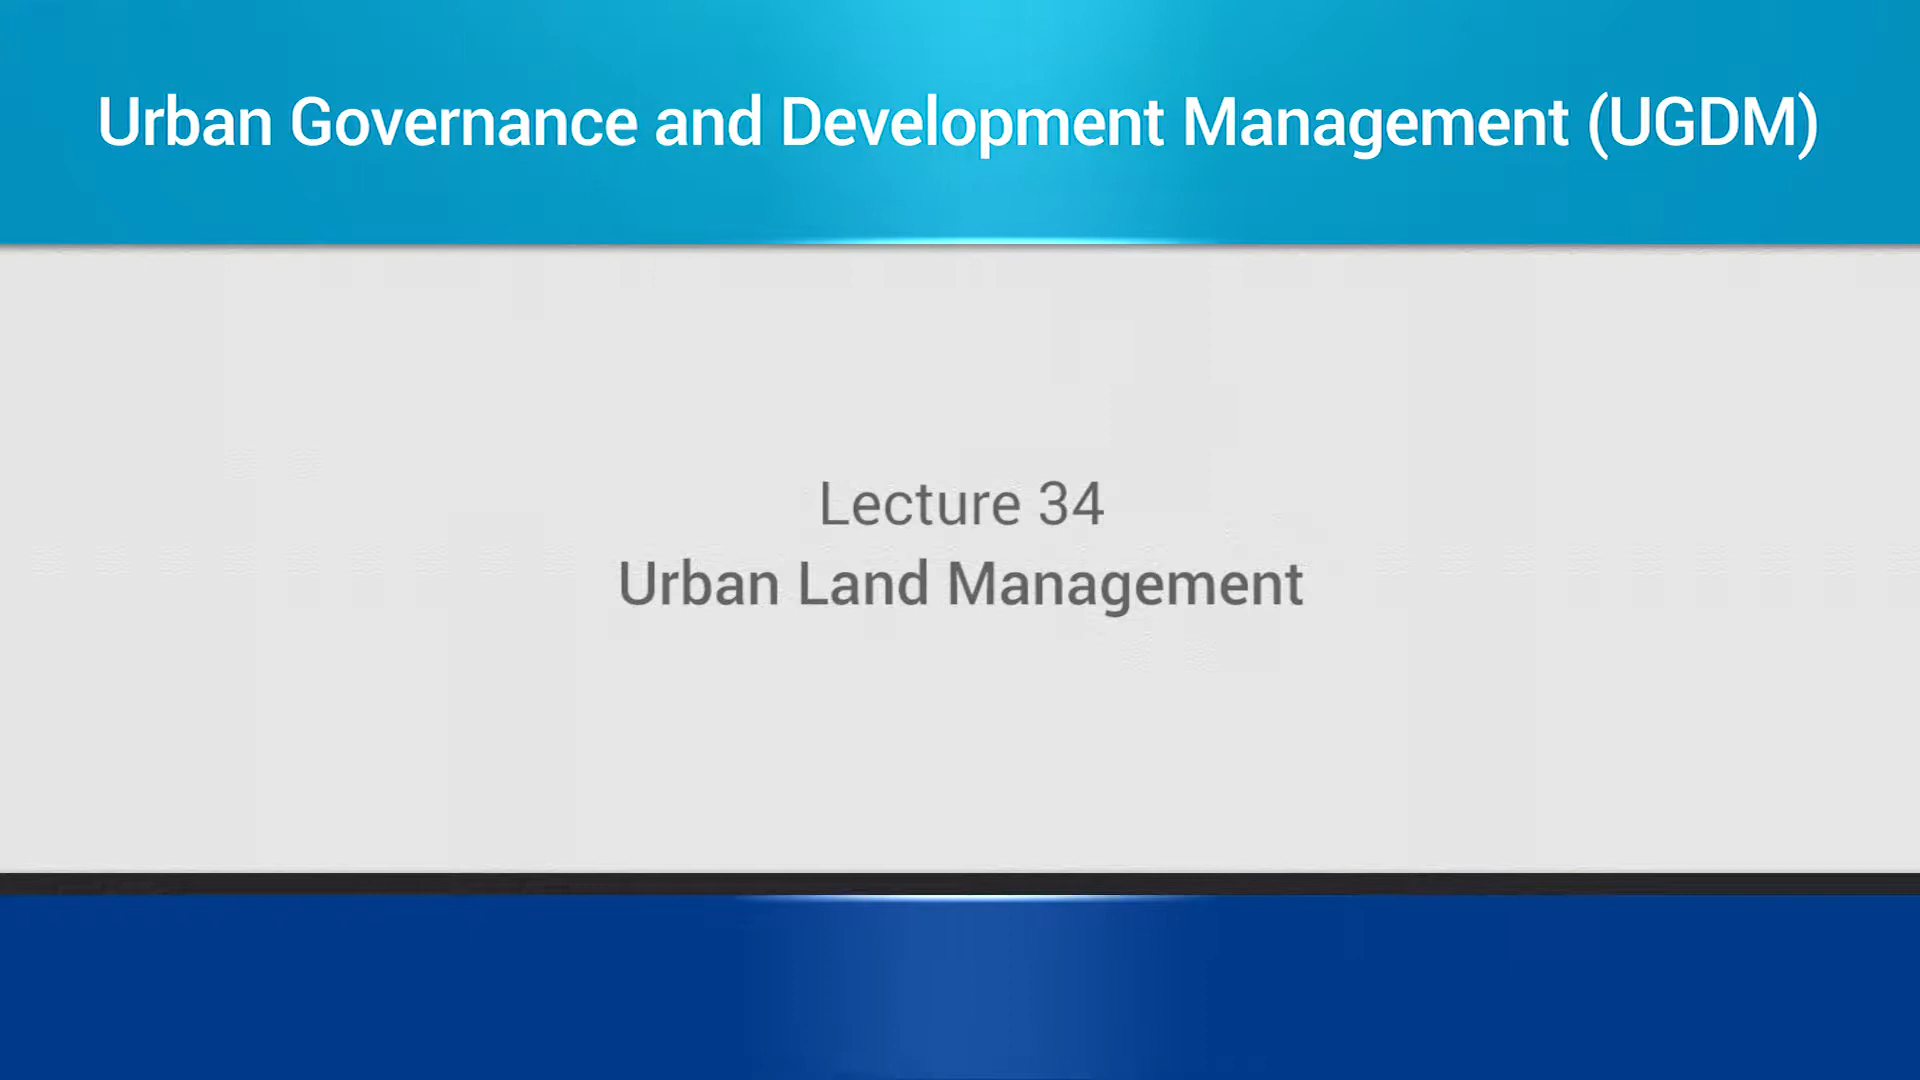 Urban Governance and Development Management (UGDM)
Lecture 34
Urban Land Management